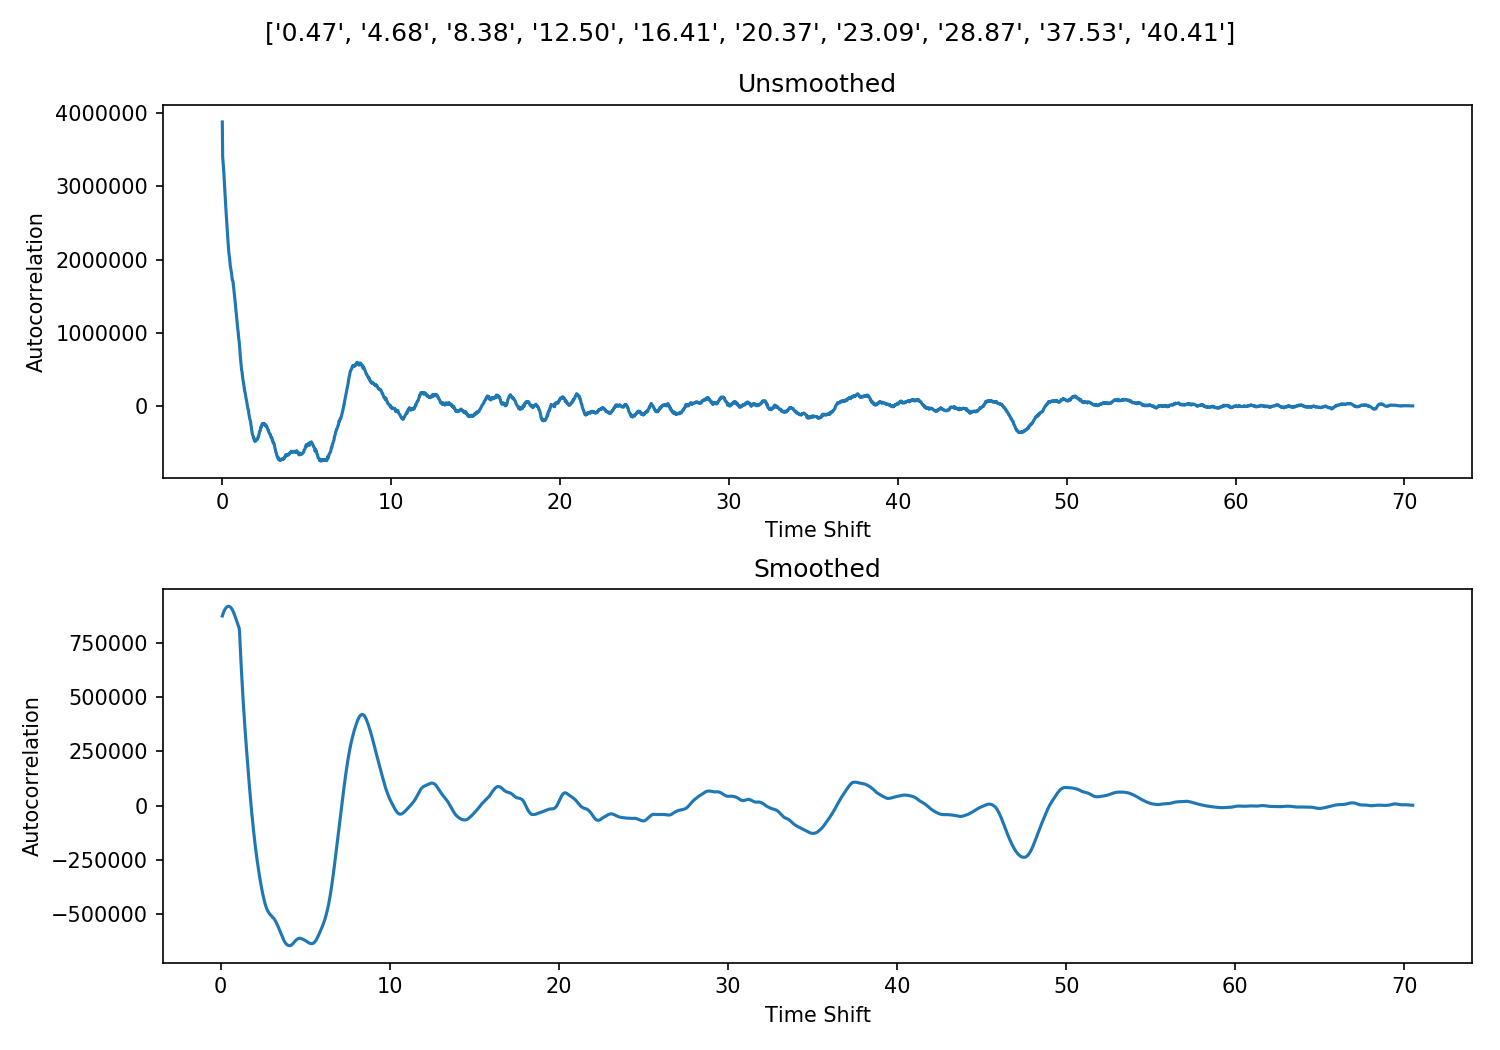 ['0.47', '4.68', '8.38', '12.50', '16.41', '20.37', '23.09', '28.87', '37.53', '40.41']
Unsmoothed
4000000
3000000
2000000
1000000
0
Autocorrelation
0 10 20 30 40 50 60 70
Time Shift
Smoothed
750000
500000
250000
0
−250000
−500000
Autocorrelation
0 10 20 30 40 50 60 70
Time Shift